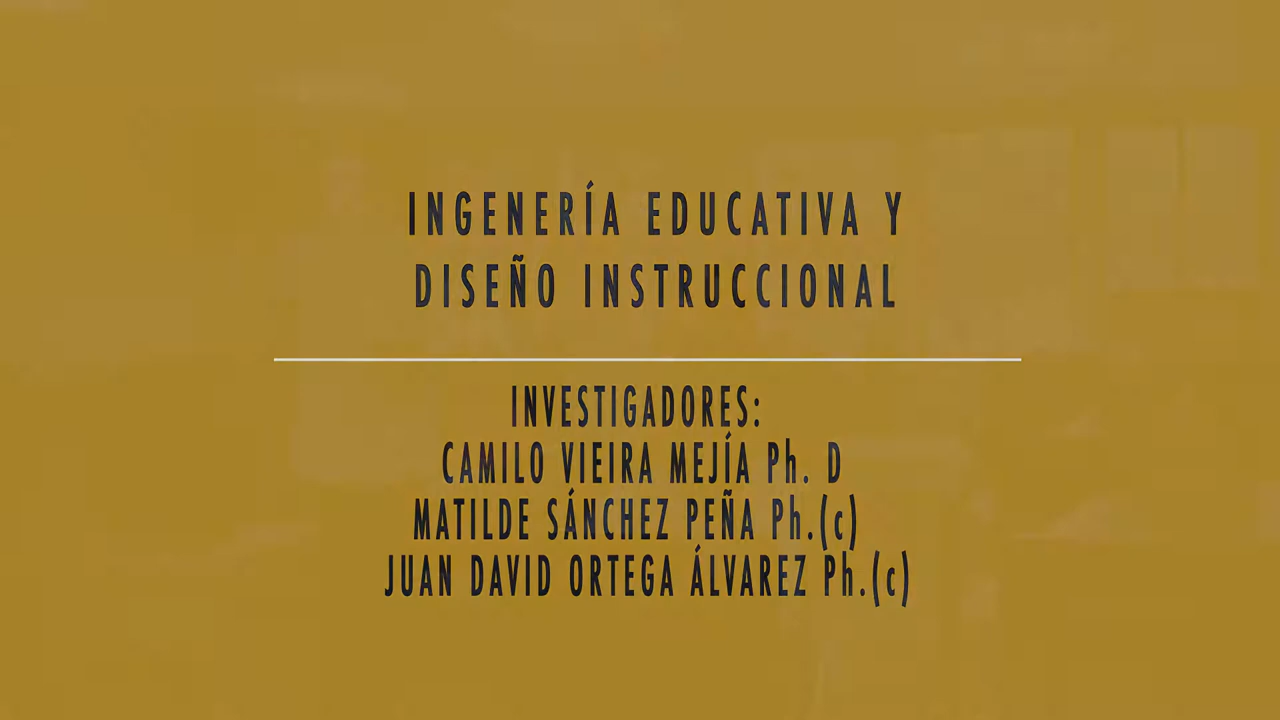 INGENERÍA EDUCATIVA Y
DISEÑO INSTRUCCIONAL
INVESTIGADORES:
CAMILO VIEIRA MEJÍA Ph. D
MATILDE SÁNCHEZ PEÑA Ph.(c)
JUAN DAVID ORTEGA ÁLVAREZ Ph.(c)